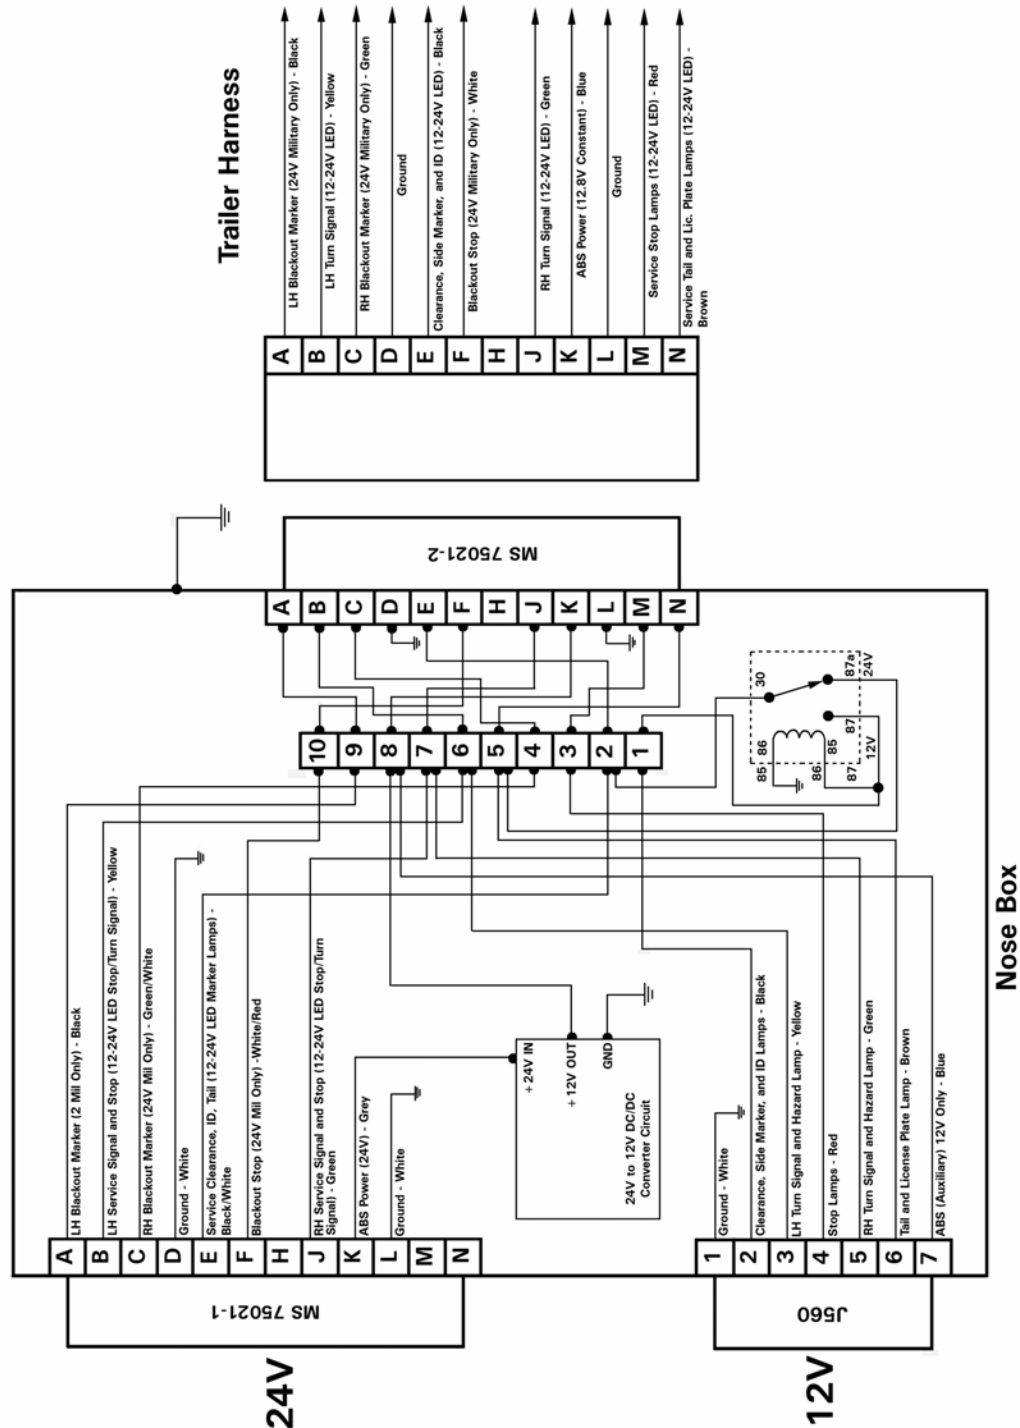 Trailer Harness
LH Blackout Marker (24V Military Only) - Black
LH Turn Signal (12-24V LED) - Yellow
RH Blackout Marker (24V Military Only) - Green
Ground
Clearance, Side Marker, and ID (12-24V LED) - Black
Blackout Stop (24V Military Only) - White
RH Turn Signal (12-24V LED) - Green
ABS Power (12.8V Constant) - Blue
Ground
Service Stop Lamps (12-24V LED) - Red
Service Tail and Lic. Plate Lamps (12-24V LED) -
Brown
A
B
C
D
E
F
H
J
K
L
M
N
MS 75021-2
A
B
C
D
E
F
H
J
K
L
M
N
10
9
8
7
6
5
4
3
2
1
30
87a
24V
86
85
87
12V
85
86
87
LH Blackout Marker (2 Mil Only) - Black
LH Service Signal and Stop (12-24V LED Stop/Turn Signal) - Yellow
RH Blackout Marker (24V Mil Only) - Green/White
Ground - White
Service Clearance, ID, Tail (12-24V LED Marker Lamps) -
Black/White
Blackout Stop (24V Mil Only) -White/Red
RH Service Signal and Stop (12-24V LED Stop/Turn
Signal) - Green
ABS Power (24V) - Grey
Ground - White
A
B
C
D
E
F
H
J
K
L
M
N
MS 75021-1
24V
+24V IN
+12V OUT
GND
24V to 12V DC/DC
Converter Circuit
Ground - White
Clearance, Side Marker, and ID Lamps - Black
LH Turn Signal and Hazard Lamp - Yellow
Stop Lamps - Red
RH Turn Signal and Hazard Lamp - Green
Tail and License Plate Lamp - Brown
ABS (Auxiliary) 12V Only - Blue
1
2
3
4
5
6
7
J560
12V
Nose Box